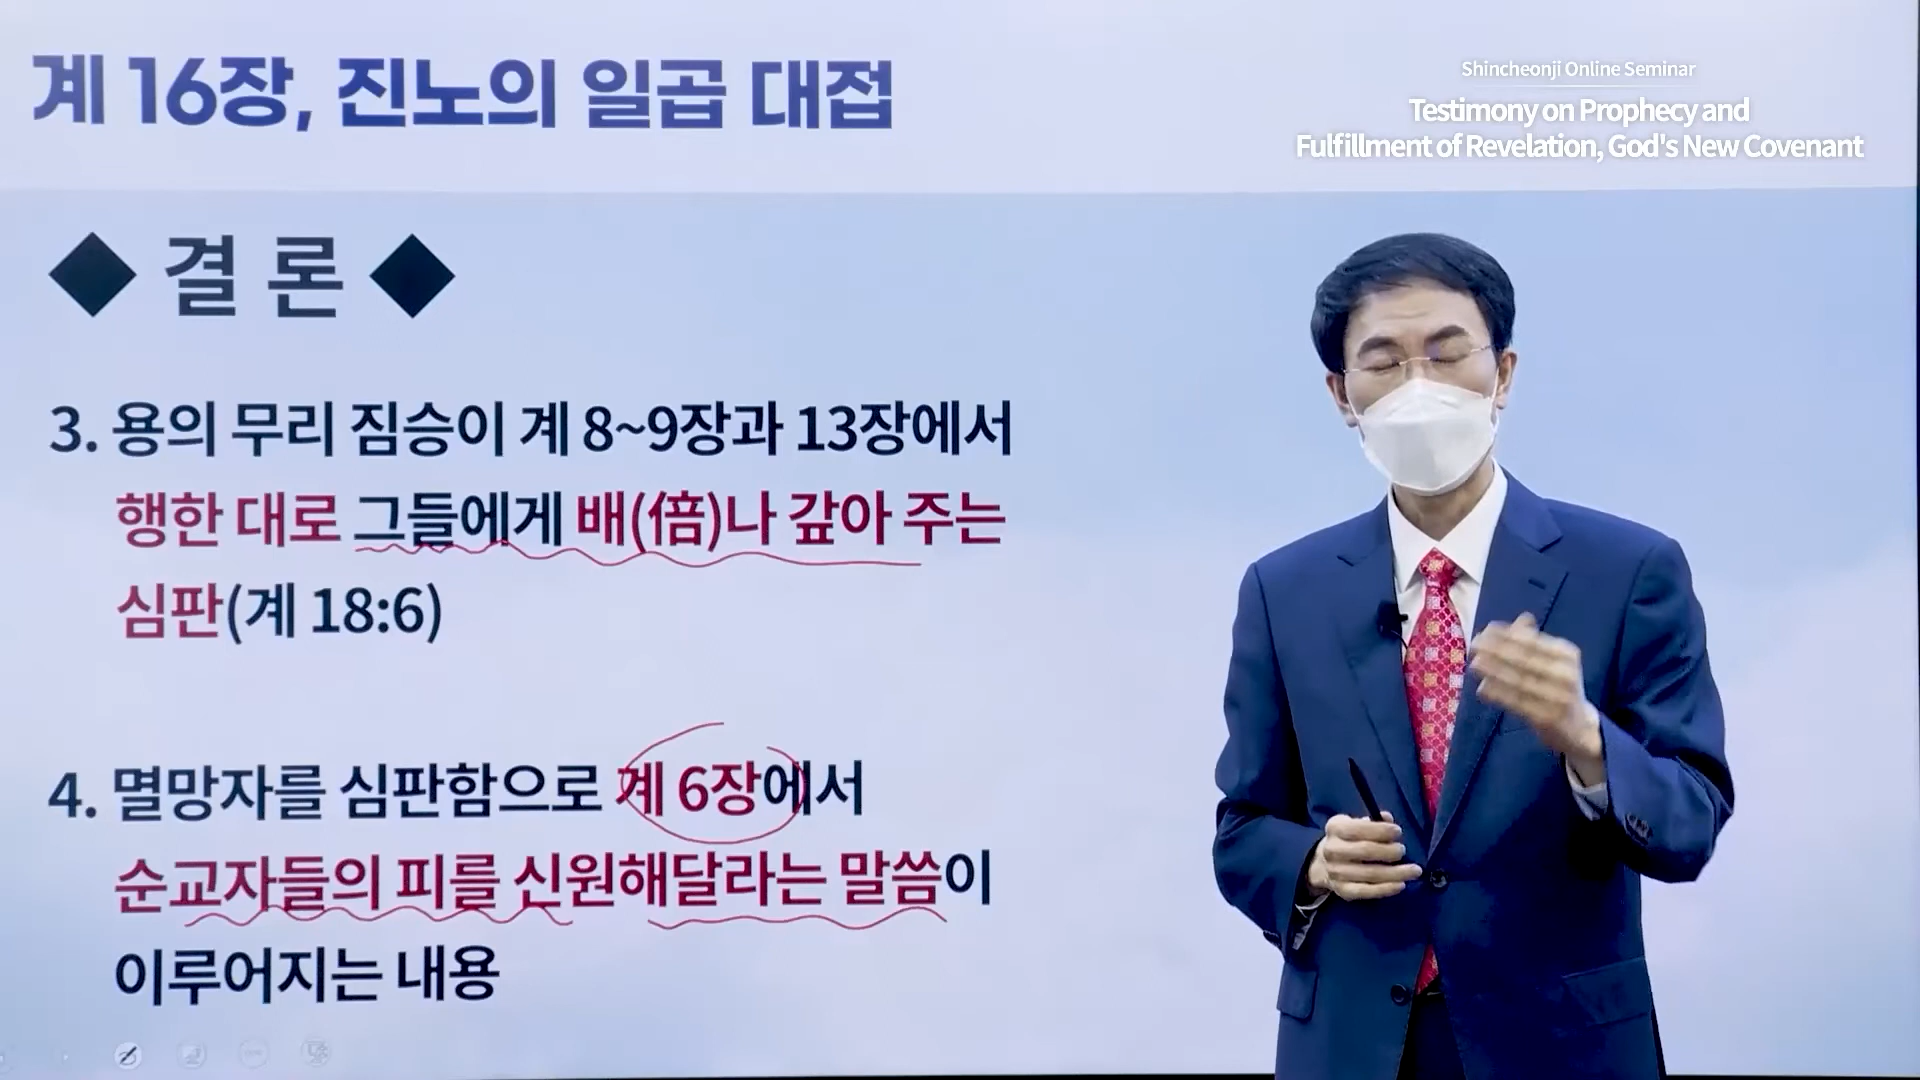 계 16장, 진노의 일곱 대접
Shincheonji Online Seminar
Testimony on Prophecy and
Fulfillment of Revelation, God's New Covenant
◆ 결 론 ◆
3. 용의 무리 짐승이 계 8~9장과 13장에서
행한 대로 그들에게 배(倍)나 갚아 주는
심판(계 18:6)
4. 멸망자를 심판함으로 계 6장에서
순교자들의 피를 신원해달라는 말씀이
이루어지는 내용